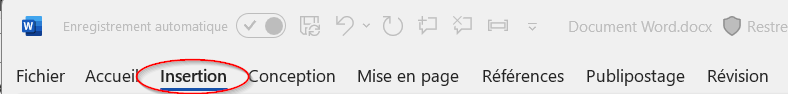 Enregistrement automatique Document Word.docx Restre
Fichier Accueil Insertion Conception Mise en page Références Publipostage Révision